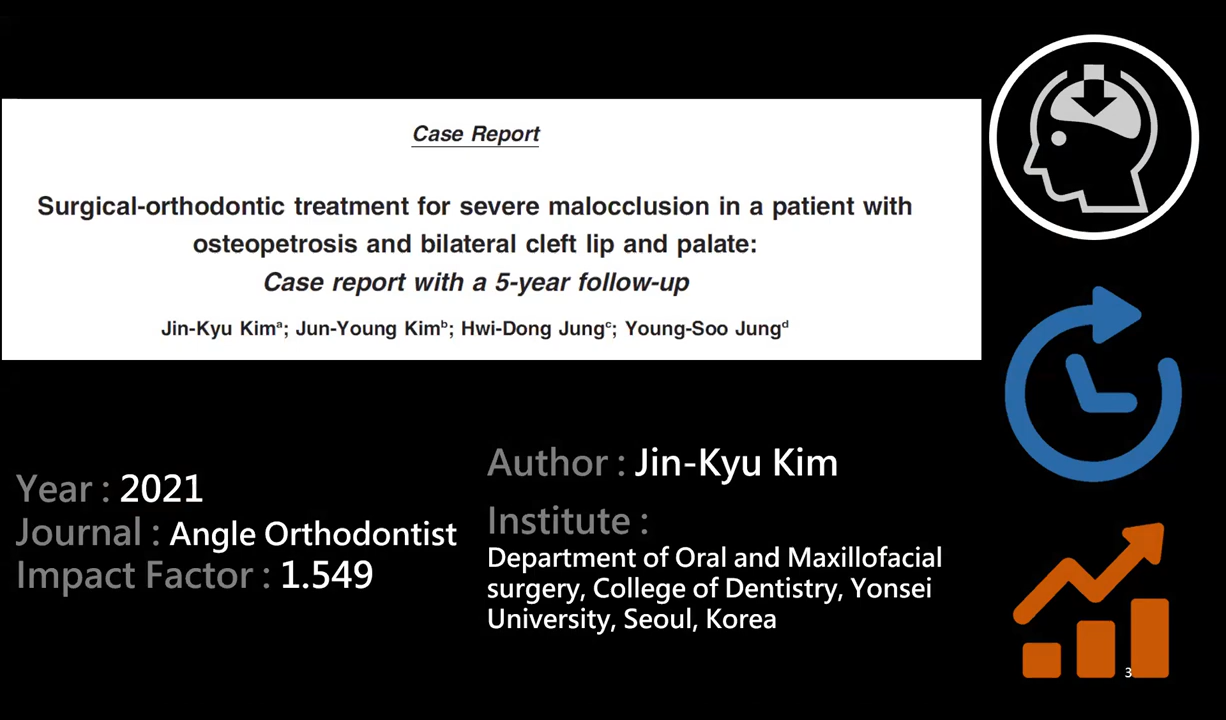 Case Report
Surgical-orthodontic treatment for severe malocclusion in a patient with
osteopetrosis and bilateral cleft lip and palate:
Case report with a 5-year follow-up
Jin-Kyu Kimᵃ; Jun-Young Kimᵇ; Hwi-Dong Jungᶜ; Young-Soo Jungᵈ
Year : 2021
Journal : Angle Orthodontist
Impact Factor : 1.549
Author : Jin-Kyu Kim
Institute :
Department of Oral and Maxillofacial
surgery, College of Dentistry, Yonsei
University, Seoul, Korea
3